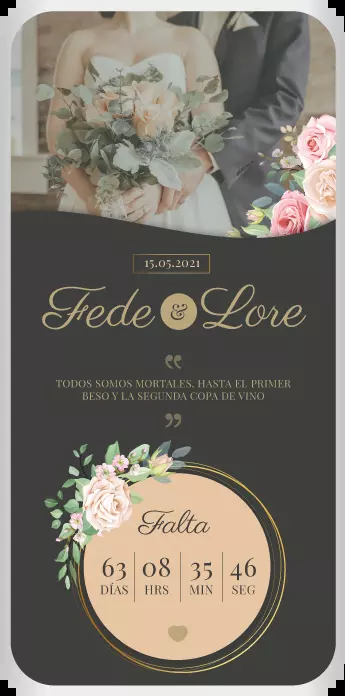 15.05.2021
Fede & Lore
“
TODOS SOMOS MORTALES. HASTA EL PRIMER
BESO Y LA SEGUNDA COPA DE VINO
”
Falta
63 08 35 46
DÍAS HRS MIN SEG